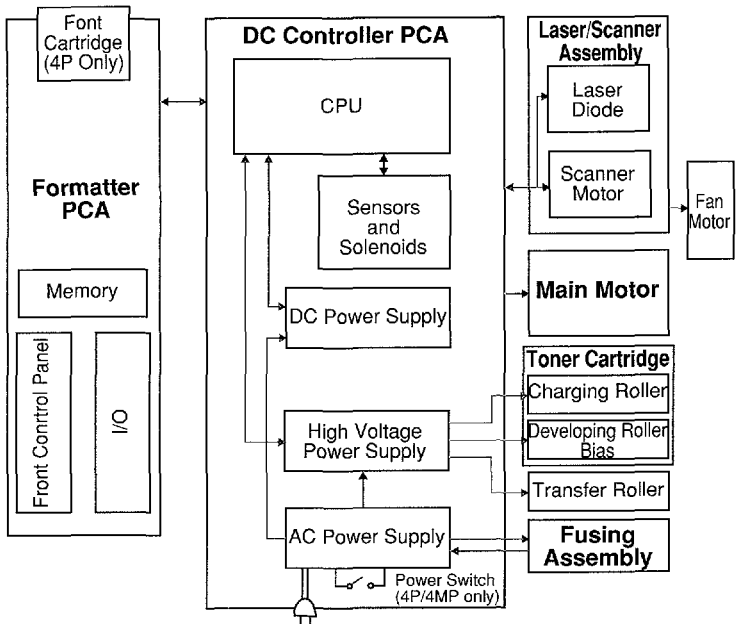 Font
Cartridge
(4P Only)
Formatter
PCA
Memory
Front Conrtrol Panel
I/O
DC Controller PCA
CPU
Sensors
and
Solenoids
DC Power Supply
High Voltage
Power Supply
AC Power Supply
Power Switch
(4P/4MP only)
Laser/Scanner
Assembly
Laser
Diode
Scanner
Motor
Fan
Motor
Main Motor
Toner Cartridge
Charging Roller
Developing Roller
Bias
Transfer Roller
Fusing
Assembly